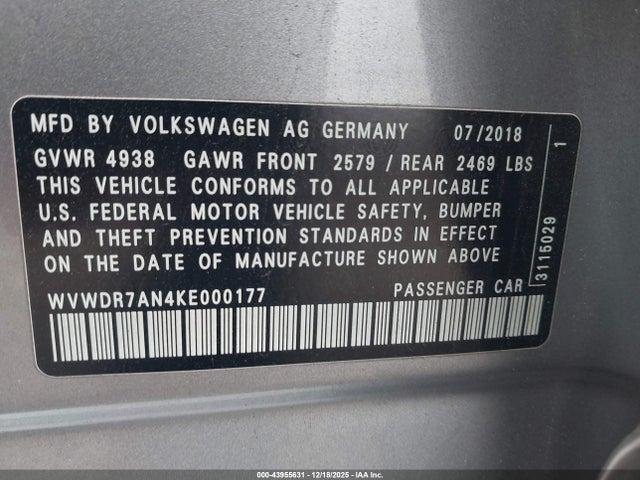 MFD BY VOLKSWAGEN AG GERMANY 07/2018
GVWR 4938 GAWR FRONT 2579 / REAR 2469 LBS
THIS VEHICLE CONFORMS TO ALL APPLICABLE
U.S. FEDERAL MOTOR VEHICLE SAFETY, BUMPER
AND THEFT PREVENTION STANDARDS IN EFFECT
ON THE DATE OF MANUFACTURE SHOWN ABOVE
WVWDR7AN4KE000177 PASSENGER CAR
3115029 1
000-43955631 - 12/18/2025 - IAA Inc.